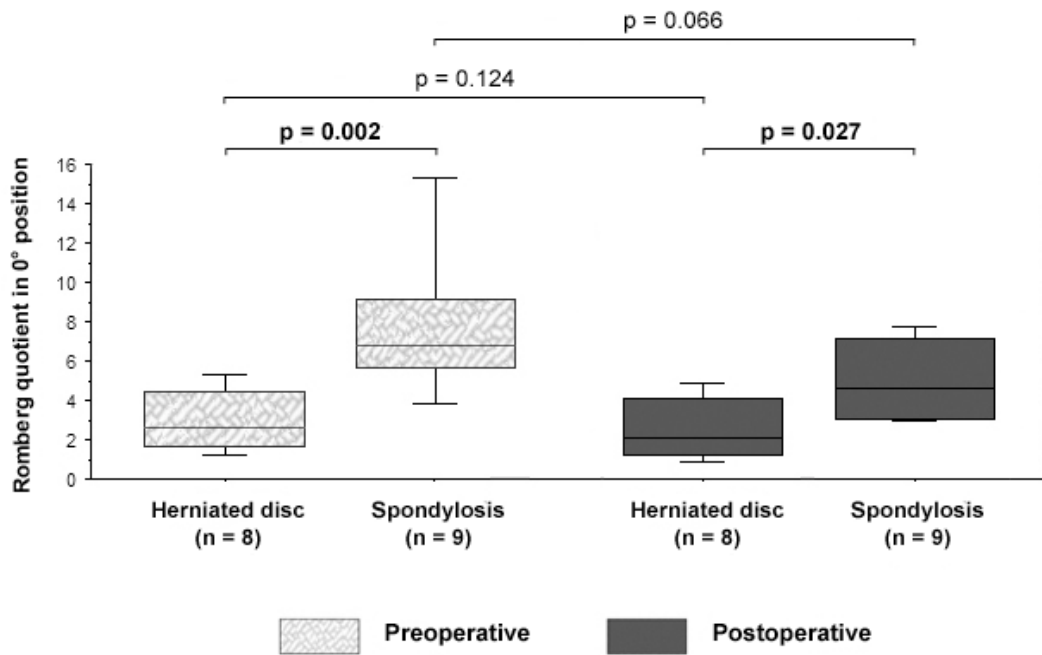 p = 0.066
p = 0.124
p = 0.002
p = 0.027
Romberg quotient in 0° position
16
14
12
10
8
6
4
2
0
Herniated disc
(n = 8)
Spondylosis
(n = 9)
Herniated disc
(n = 8)
Spondylosis
(n = 9)
Preoperative
Postoperative